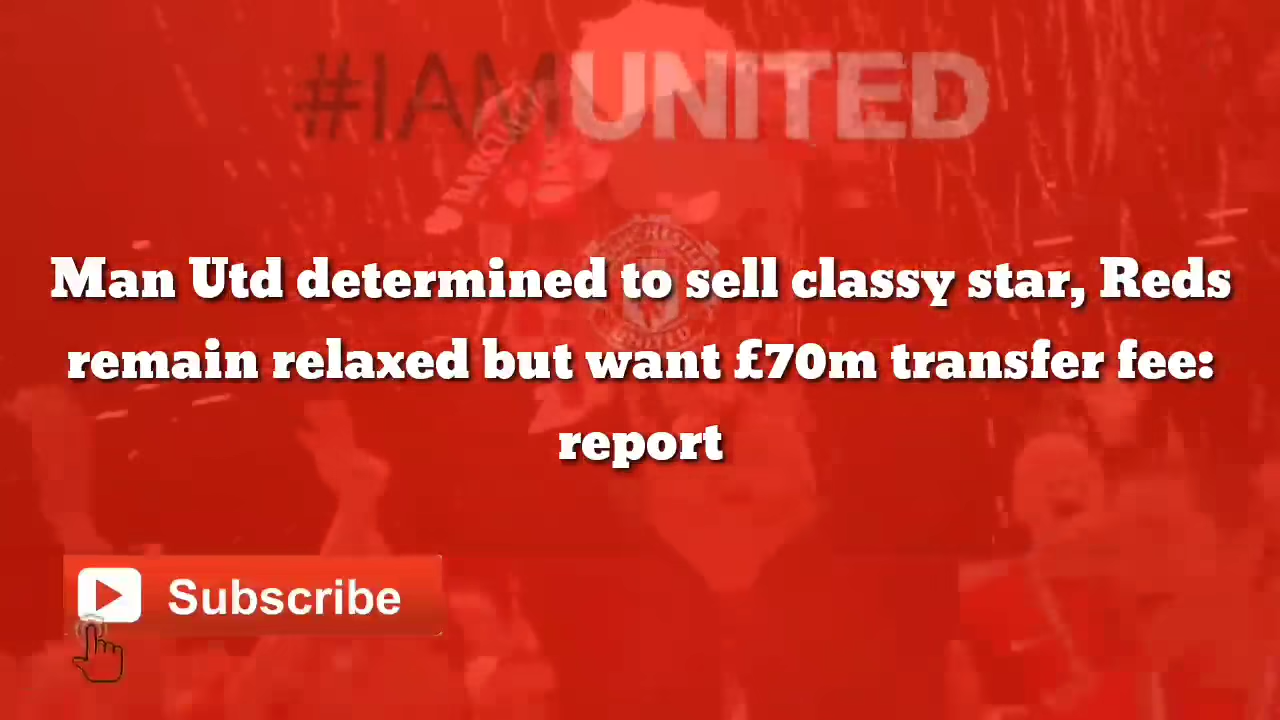 #IAMUNITED
Man Utd determined to sell classy star, Reds
remain relaxed but want £70m transfer fee:
report
Subscribe